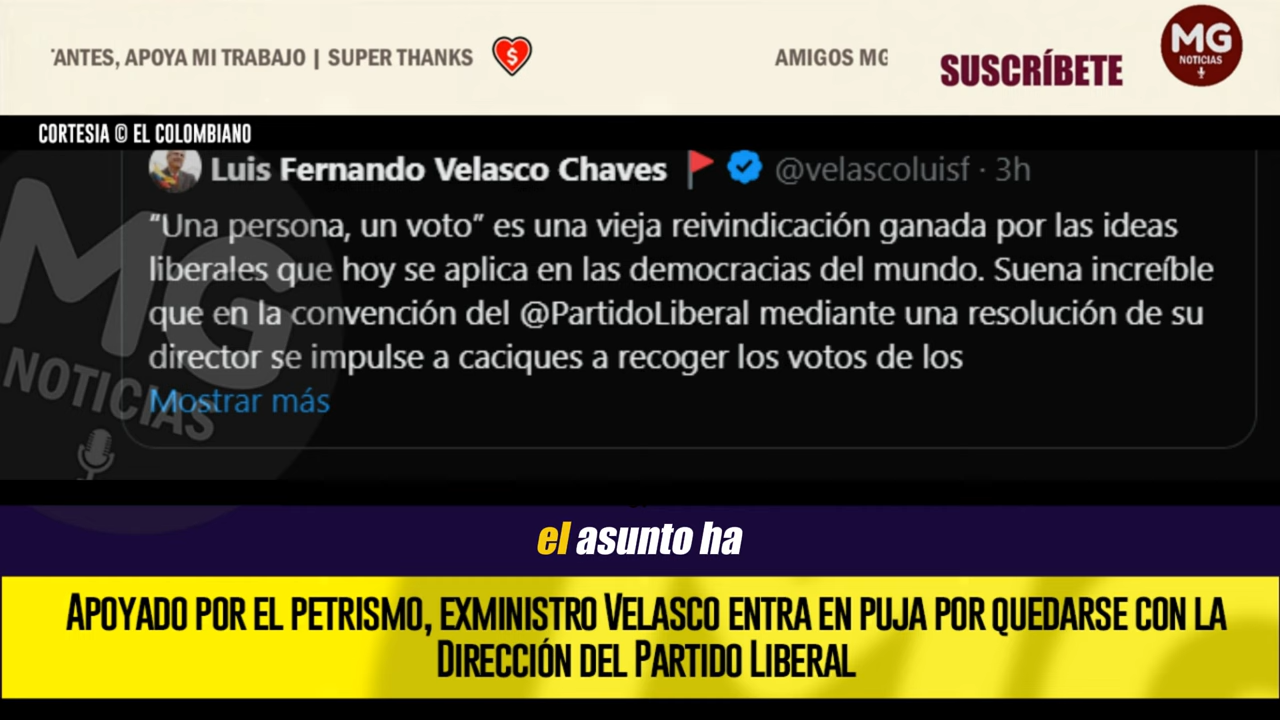 'ANTES, APOYA MI TRABAJO | SUPER THANKS
AMIGOS MG
SUSCRÍBETE
MG
NOTICIAS
CORTESIA © EL COLOMBIANO
Luis Fernando Velasco Chaves @velascoluisf · 3h
“Una persona, un voto” es una vieja reivindicación ganada por las ideas
liberales que hoy se aplica en las democracias del mundo. Suena increíble
que en la convención del @PartidoLiberal mediante una resolución de su
director se impulse a caciques a recoger los votos de los
Mostrar más
MG
NOTICIAS
el asunto ha
APOYADO POR EL PETRISMO, EXMINISTRO VELASCO ENTRA EN PUJA POR QUEDARSE CON LA
DIRECCIÓN DEL PARTIDO LIBERAL